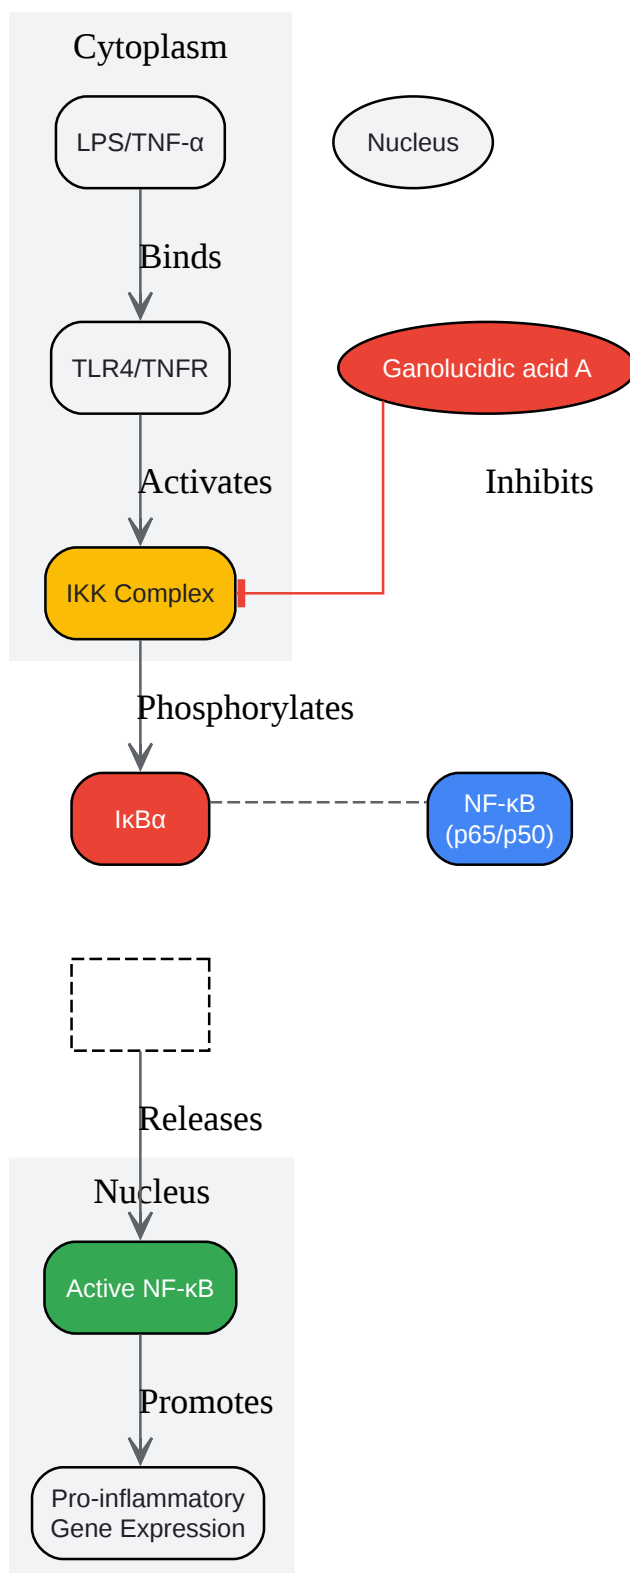 Cytoplasm
LPS/TNF-α
Nucleus
Binds
TLR4/TNFR
Ganolucidic acid A
Activates
Inhibits
IKK Complex
Phosphorylates
IκBα
NF-κB
(p65/p50)
Releases
Nucleus
Active NF-κB
Promotes
Pro-inflammatory
Gene Expression